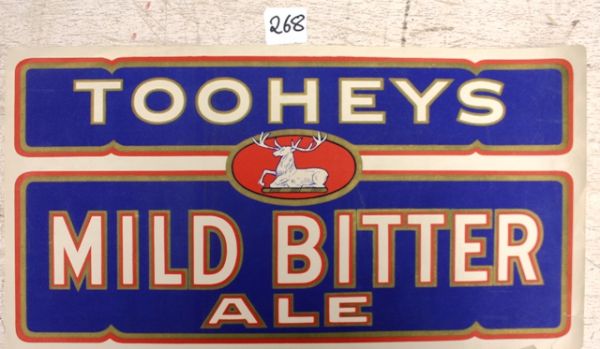 268
TOOHEYS
MILD BITTER
ALE